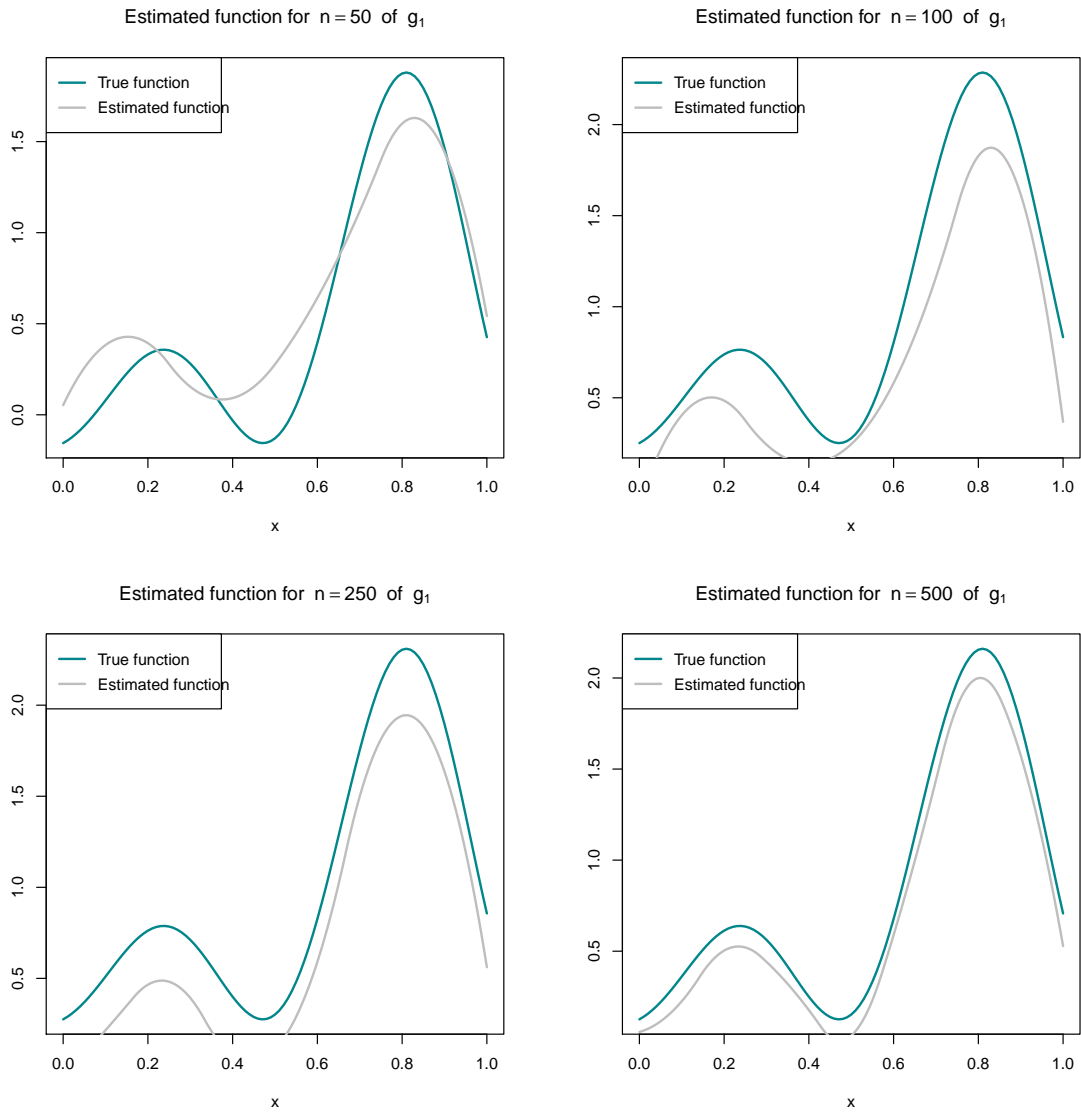 Estimated function for n = 50 of g₁
True function
Estimated function
0.0 0.5 1.0 1.5
0.0 0.2 0.4 0.6 0.8 1.0
x
Estimated function for n = 100 of g₁
True function
Estimated function
0.5 1.0 1.5 2.0
0.0 0.2 0.4 0.6 0.8 1.0
x
Estimated function for n = 250 of g₁
True function
Estimated function
0.5 1.0 1.5 2.0
0.0 0.2 0.4 0.6 0.8 1.0
x
Estimated function for n = 500 of g₁
True function
Estimated function
0.5 1.0 1.5 2.0
0.0 0.2 0.4 0.6 0.8 1.0
x